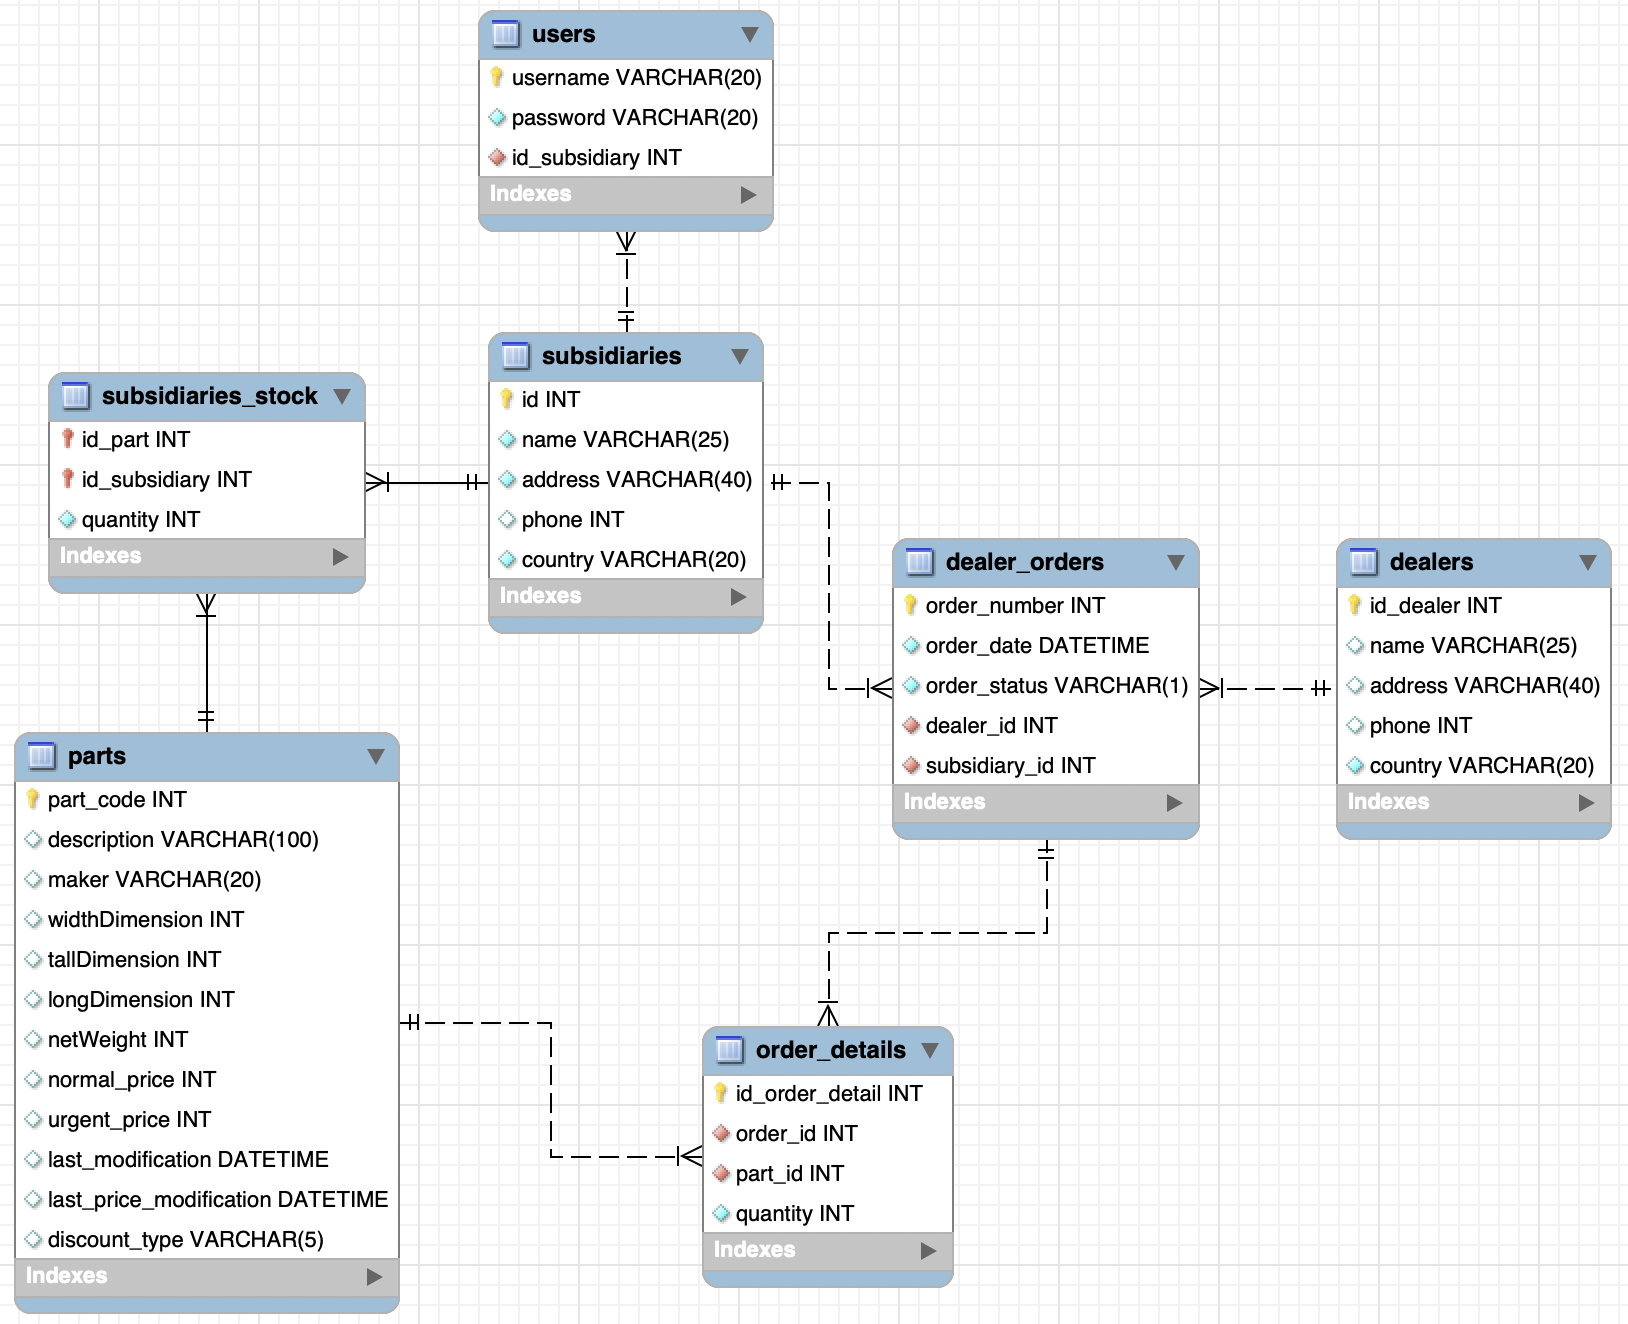 users
username VARCHAR(20)
password VARCHAR(20)
id_subsidiary INT
Indexes
subsidiaries
id INT
name VARCHAR(25)
address VARCHAR(40)
phone INT
country VARCHAR(20)
Indexes
subsidiaries_stock
id_part INT
id_subsidiary INT
quantity INT
Indexes
dealer_orders
order_number INT
order_date DATETIME
order_status VARCHAR(1)
dealer_id INT
subsidiary_id INT
Indexes
dealers
id_dealer INT
name VARCHAR(25)
address VARCHAR(40)
phone INT
country VARCHAR(20)
Indexes
parts
part_code INT
description VARCHAR(100)
maker VARCHAR(20)
widthDimension INT
tallDimension INT
longDimension INT
netWeight INT
normal_price INT
urgent_price INT
last_modification DATETIME
last_price_modification DATETIME
discount_type VARCHAR(5)
Indexes
order_details
id_order_detail INT
order_id INT
part_id INT
quantity INT
Indexes